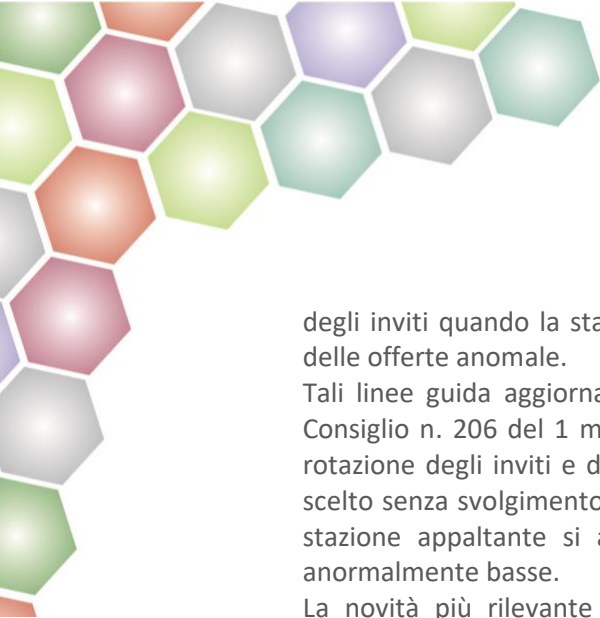 degli inviti quando la sta
delle offerte anomale.
Tali linee guida aggiorna
Consiglio n. 206 del 1 m
rotazione degli inviti e d
scelto senza svolgimento
stazione appaltante si a
anormalmente basse.
La novità più rilevante